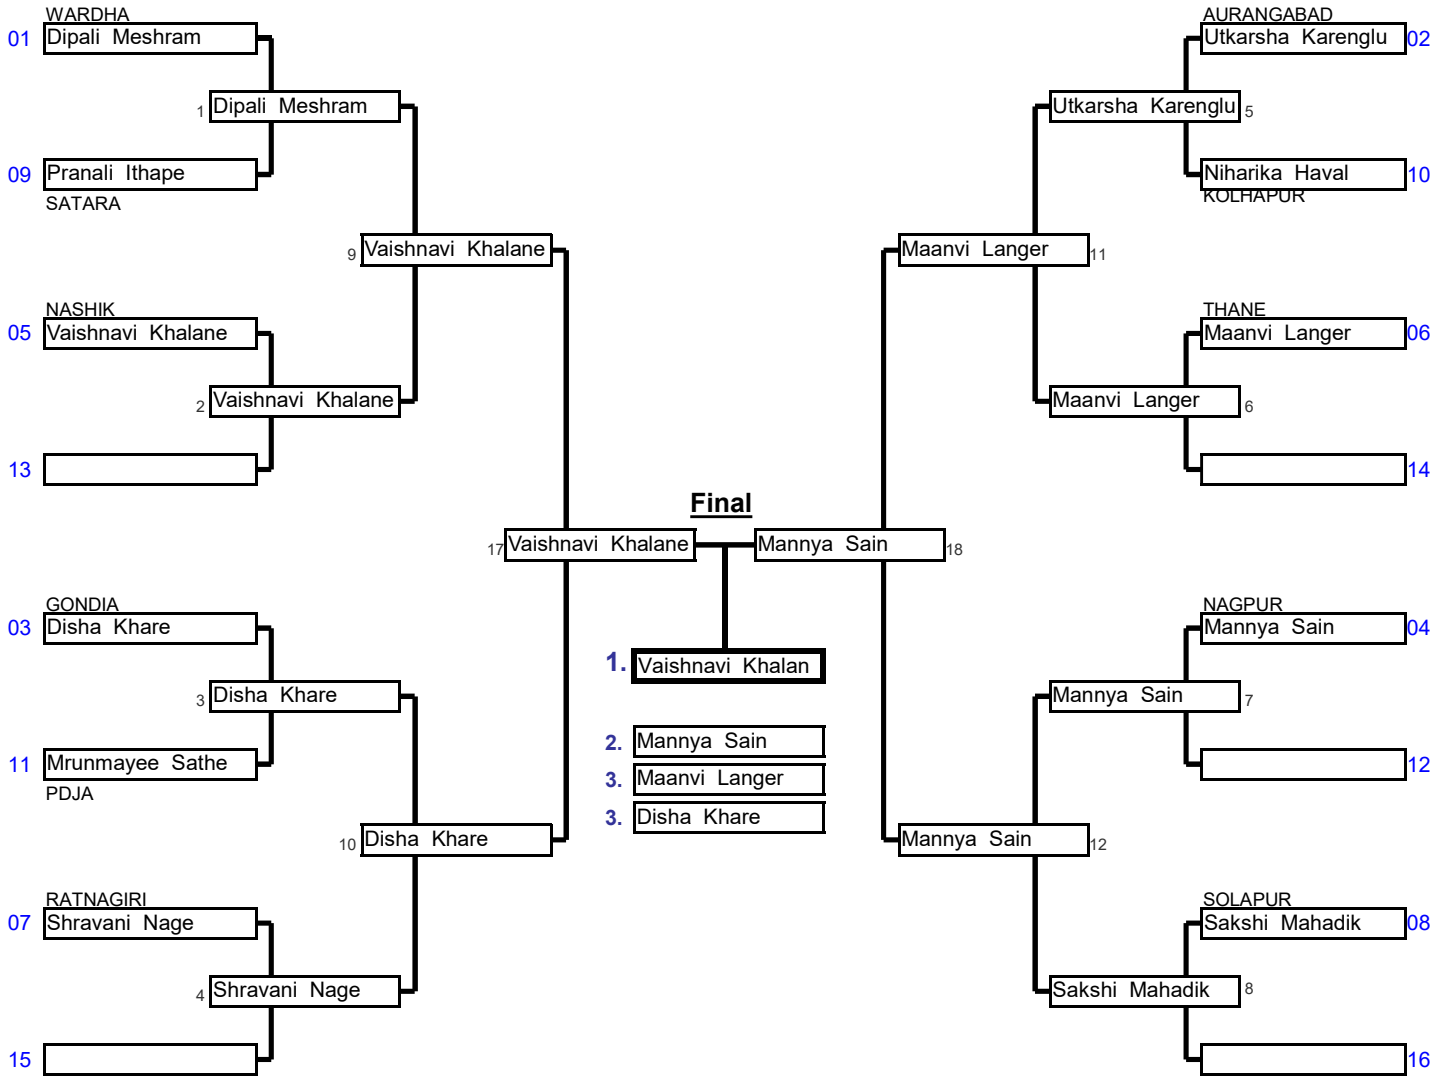 WARDHA
01 Dipali Meshram
1 Dipali Meshram
09 Pranali Ithape
SATARA
9 Vaishnavi Khalane
NASHIK
05 Vaishnavi Khalane
2 Vaishnavi Khalane
13
17 Vaishnavi Khalane
GONDIA
03 Disha Khare
3 Disha Khare
11 Mrunmayee Sathe
PDJA
10 Disha Khare
RATNAGIRI
07 Shravani Nage
4 Shravani Nage
15
Final
1. Vaishnavi Khalan
2. Mannya Sain
3. Maanvi Langer
3. Disha Khare
AURANGABAD
Utkarsha Karenglu 02
Utkarsha Karenglu 5
Niharika Haval 10
KOLHAPUR
Maanvi Langer 11
THANE
Maanvi Langer 06
Maanvi Langer 6
14
Mannya Sain 18
NAGPUR
Mannya Sain 04
Mannya Sain 7
12
Mannya Sain 12
SOLAPUR
Sakshi Mahadik 08
Sakshi Mahadik 8
16